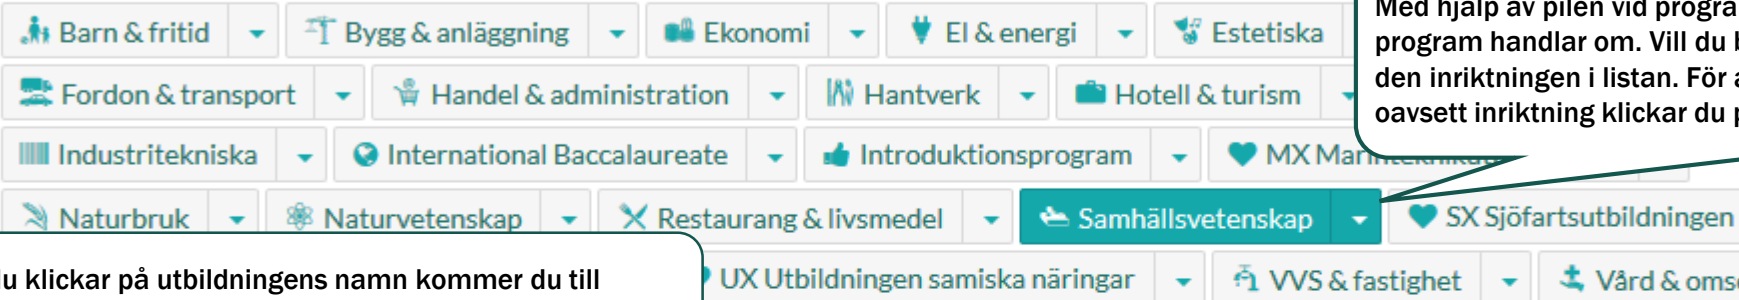 Barn & fritid Bygg & anläggning Ekonomi El & energi Estetiska
Med hjälp av pilen vid
program handlar om. Vill du
den inriktningen i listan. För
oavsett inriktning klickar du
Fordon & transport Handel & administration Hantverk Hotell & turism
Industritekniska International Baccalaureate Introduktionsprogram MX
Naturbruk Naturvetenskap Restaurang & livsmedel Samhällsvetenskap SX Sjöfartsutbildningen
klickar på utbildningens namn kommer du till
UX Utbildningen samiska näringar VVS & fastighet Vård &